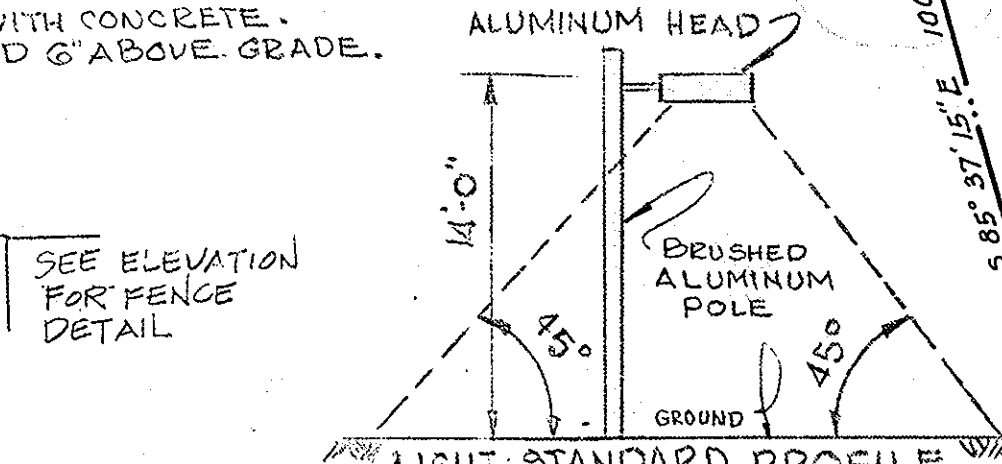 WITH CONCRETE.
D 6" ABOVE GRADE.
ALUMINUM HEAD
14'-0"
SEE ELEVATION
FOR FENCE
DETAIL
BRUSHED
ALUMINUM
POLE
45°
45°
GROUND
LIGHT STANDARD PROFILE
S 85° 37' 15" E 100